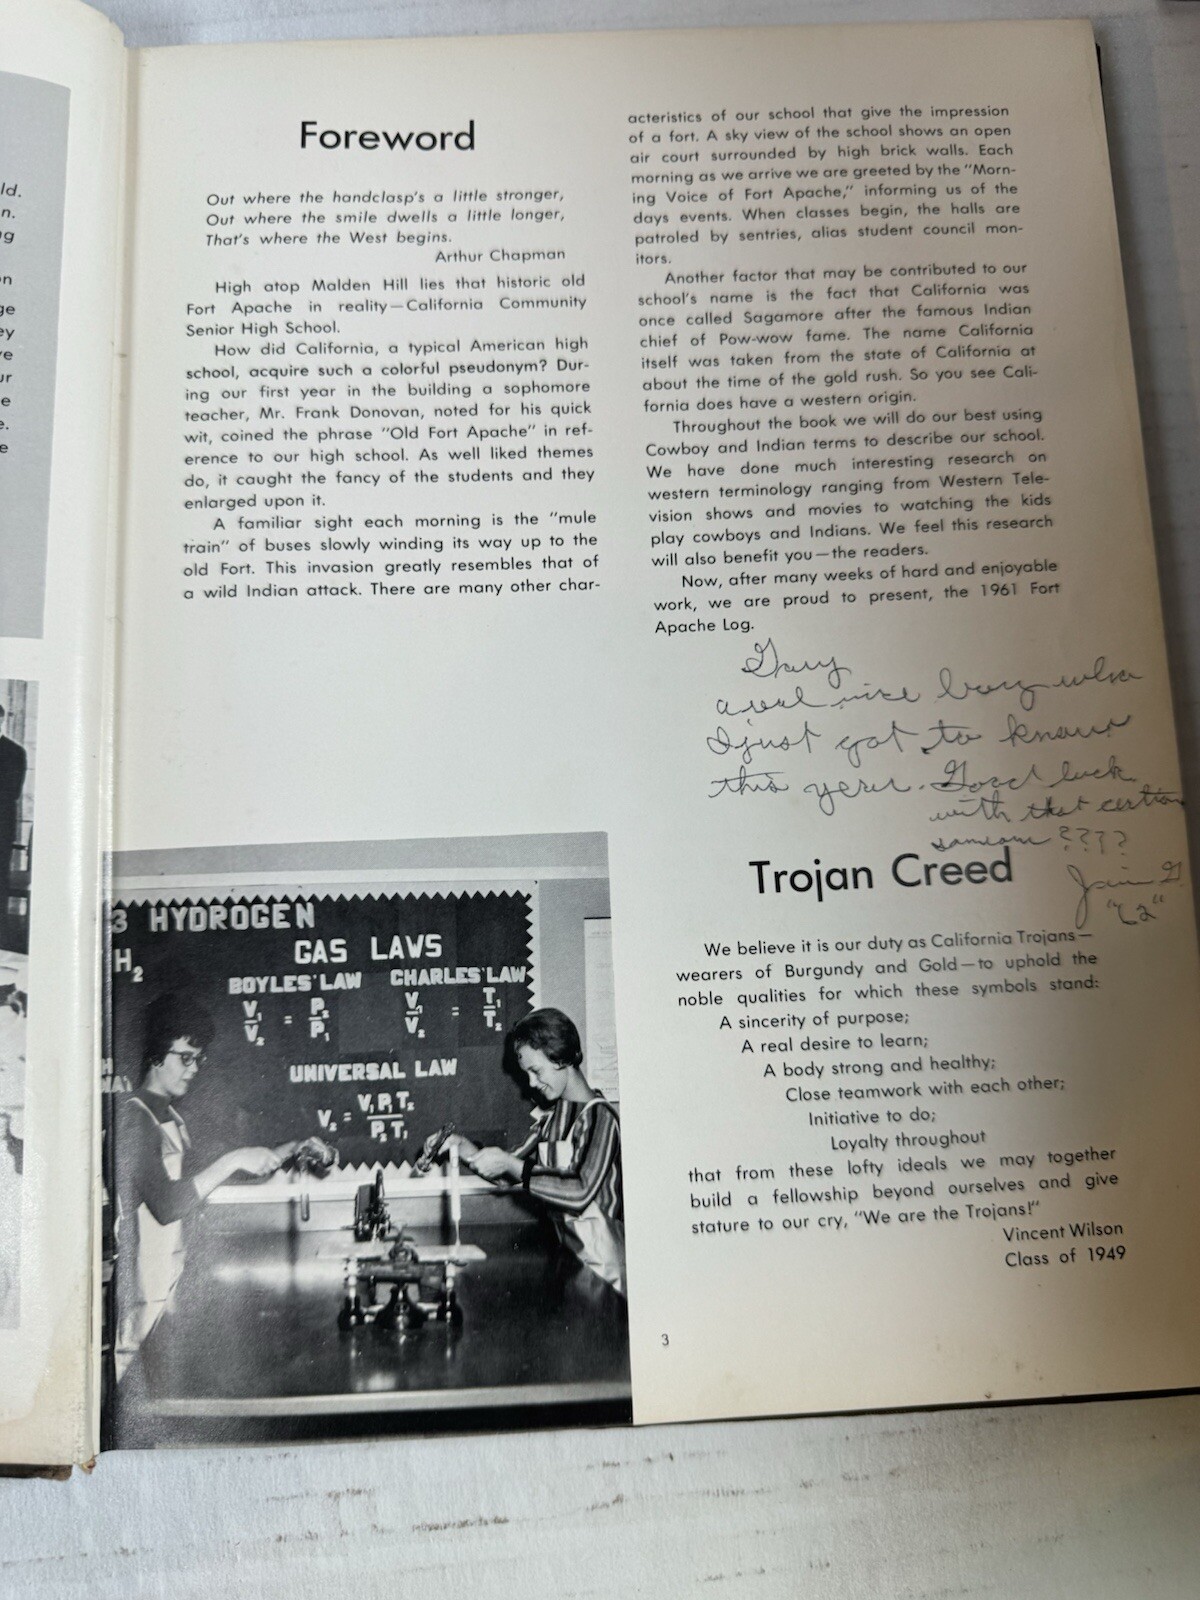 ld.
n.
g
n
ge
ey
e
ur
e
e.
e
Foreword
Out where the handclasp's a little stronger,
Out where the smile dwells a little longer,
That's where the West begins.
Arthur Chapman
High atop Malden Hill lies that historic old
Fort Apache in reality—California Community
Senior High School.
How did California, a typical American high
school, acquire such a colorful pseudonym? Dur-
ing our first year in the building a sophomore
teacher, Mr. Frank Donovan, noted for his quick
wit, coined the phrase "Old Fort Apache" in ref-
erence to our high school. As well liked themes
do, it caught the fancy of the students and they
enlarged upon it.
A familiar sight each morning is the "mule
train" of buses slowly winding its way up to the
old Fort. This invasion greatly resembles that of
a wild Indian attack. There are many other char-
acteristics of our school that give the impression
of a fort. A sky view of the school shows an open
air court surrounded by high brick walls. Each
morning as we arrive we are greeted by the "Morn-
ing Voice of Fort Apache," informing us of the
days events. When classes begin, the halls are
patroled by sentries, alias student council mon-
itors.
Another factor that may be contributed to our
school's name is the fact that California was
once called Sagamore after the famous Indian
chief of Pow-wow fame. The name California
itself was taken from the state of California at
about the time of the gold rush. So you see Cali-
fornia does have a western origin.
Throughout the book we will do our best using
Cowboy and Indian terms to describe our school.
We have done much interesting research on
western terminology ranging from Western Tele-
vision shows and movies to watching the kids
play cowboys and Indians. We feel this research
will also benefit you—the readers.
Now, after many weeks of hard and enjoyable
work, we are proud to present, the 1961 Fort
Apache Log.
Gary
a real nice boy who
I just got to know
this year. Good luck
with that certain
someone ????
G.
"62"
3 HYDROGEN
H2
GAS LAWS
BOYLES' LAW CHARLES' LAW
V1/V2 = P2/P1 V1/V2 = T1/T2
UNIVERSAL LAW
V2 = V1P1T2/P2T1
Trojan Creed
We believe it is our duty as California Trojans—
wearers of Burgundy and Gold—to uphold the
noble qualities for which these symbols stand:
A sincerity of purpose;
A real desire to learn;
A body strong and healthy;
Close teamwork with each other;
Initiative to do;
Loyalty throughout
that from these lofty ideals we may together
build a fellowship beyond ourselves and give
stature to our cry, "We are the Trojans!"
Vincent Wilson
Class of 1949
3